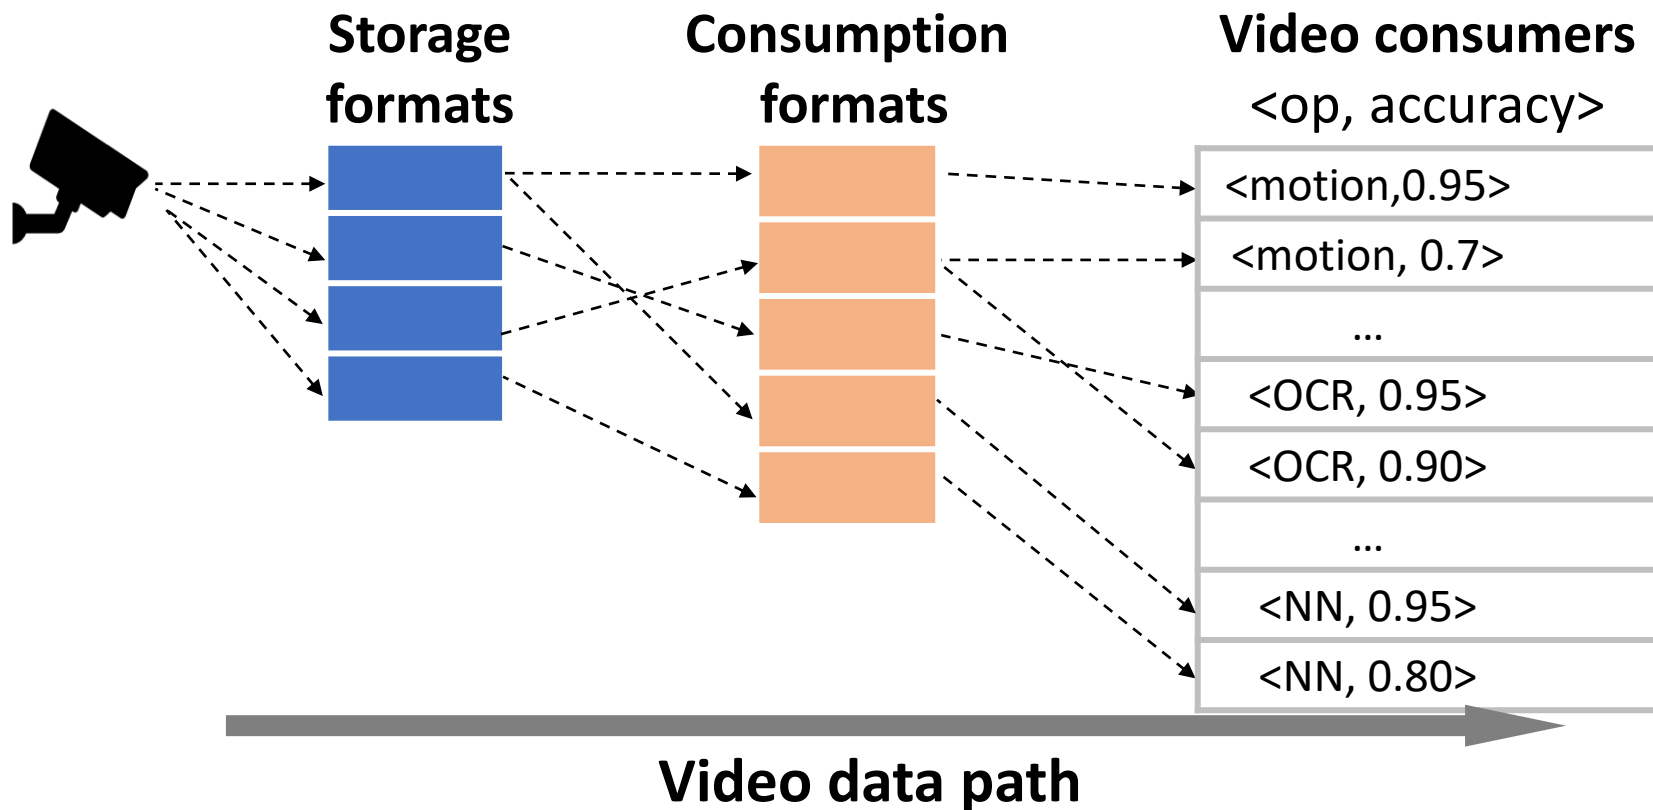 Storage
formats
Consumption
formats
Video consumers
<op, accuracy>
<motion,0.95>
<motion, 0.7>
...
<OCR, 0.95>
<OCR, 0.90>
...
<NN, 0.95>
<NN, 0.80>
Video data path